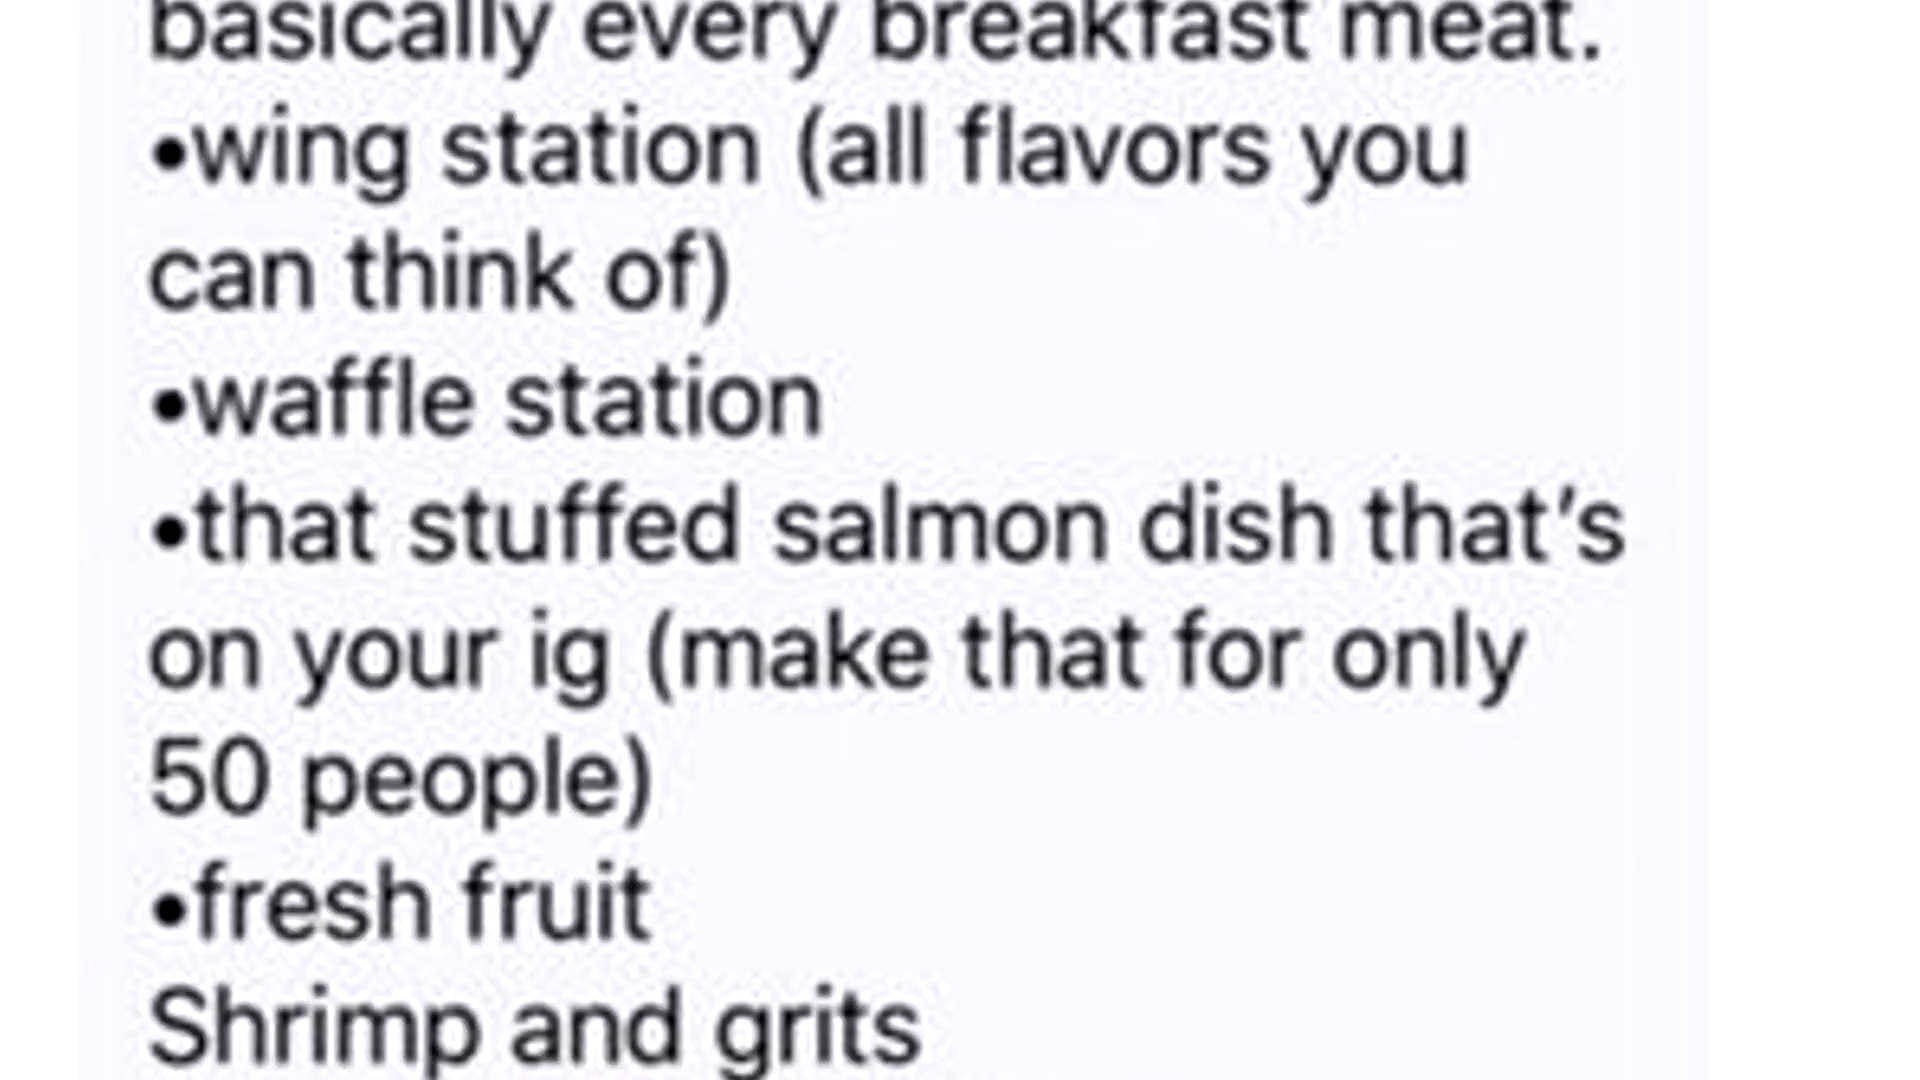 basically every breakfast meat.
•wing station (all flavors you
can think of)
•waffle station
•that stuffed salmon dish that's
on your ig (make that for only
50 people)
•fresh fruit
Shrimp and grits